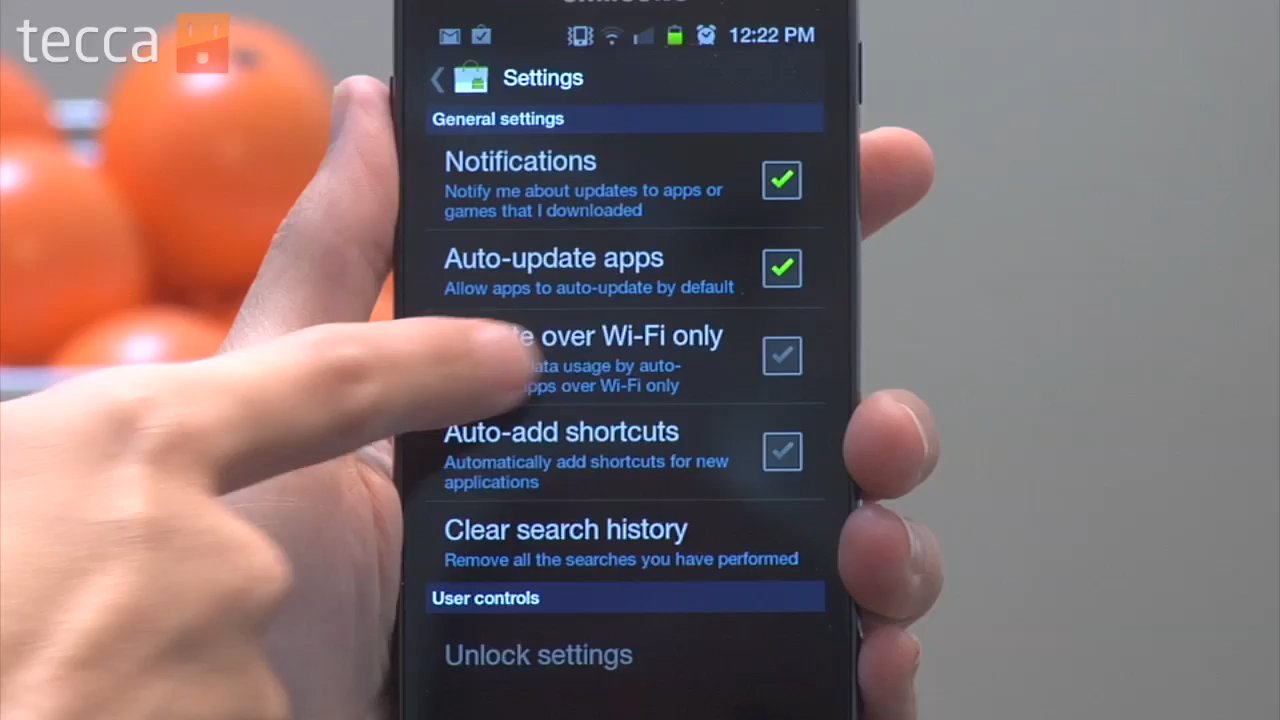 tecca
12:22 PM
Settings
General settings
Notifications
Notify me about updates to apps or
games that I downloaded
Auto-update apps
Allow apps to auto-update by default
over Wi-Fi only
usage by auto-
over Wi-Fi only
Auto-add shortcuts
Automatically add shortcuts for new
applications
Clear search history
Remove all the searches you have performed
User controls
Unlock settings